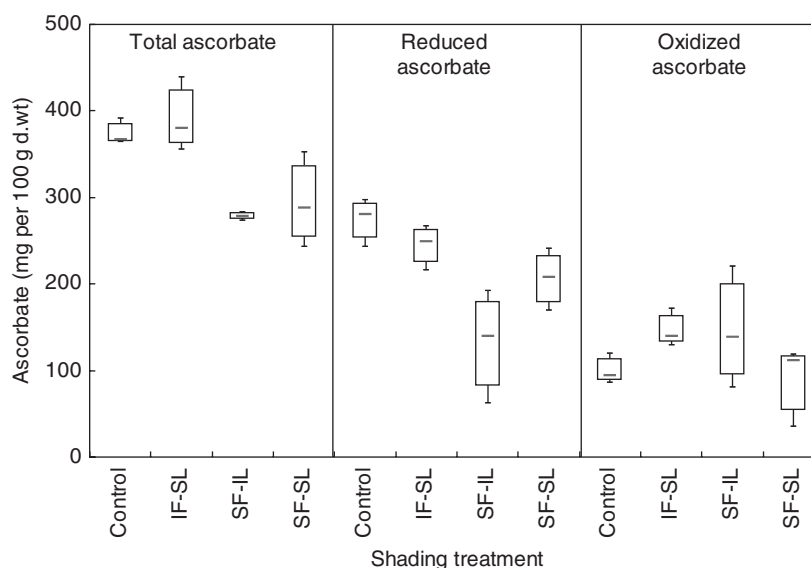 Total ascorbate
Reduced
ascorbate
Oxidized
ascorbate
Ascorbate (mg per 100 g d.wt)
500
400
300
200
100
0
Control
IF-SL
SF-IL
SF-SL
Control
IF-SL
SF-IL
SF-SL
Control
IF-SL
SF-IL
SF-SL
Shading treatment